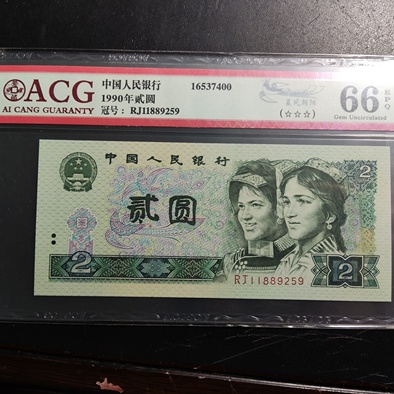 ACG
AI CANG GUARANTY
中国人民银行
1990年贰圆
冠号: RJ11889259
16537400
(☆☆☆)
66 EPQ
Gem Uncirculated
中国人民银行
贰圆
2
2
2
RJ11889259